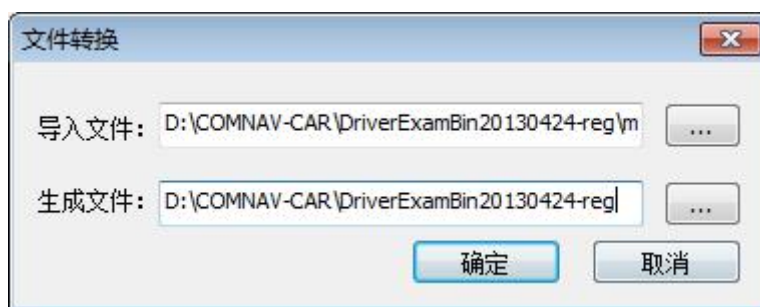 文件转换
导入文件: D:\COMNAV-CAR\DriverExamBin20130424-reg\m ...
生成文件: D:\COMNAV-CAR\DriverExamBin20130424-reg ...
确定 取消